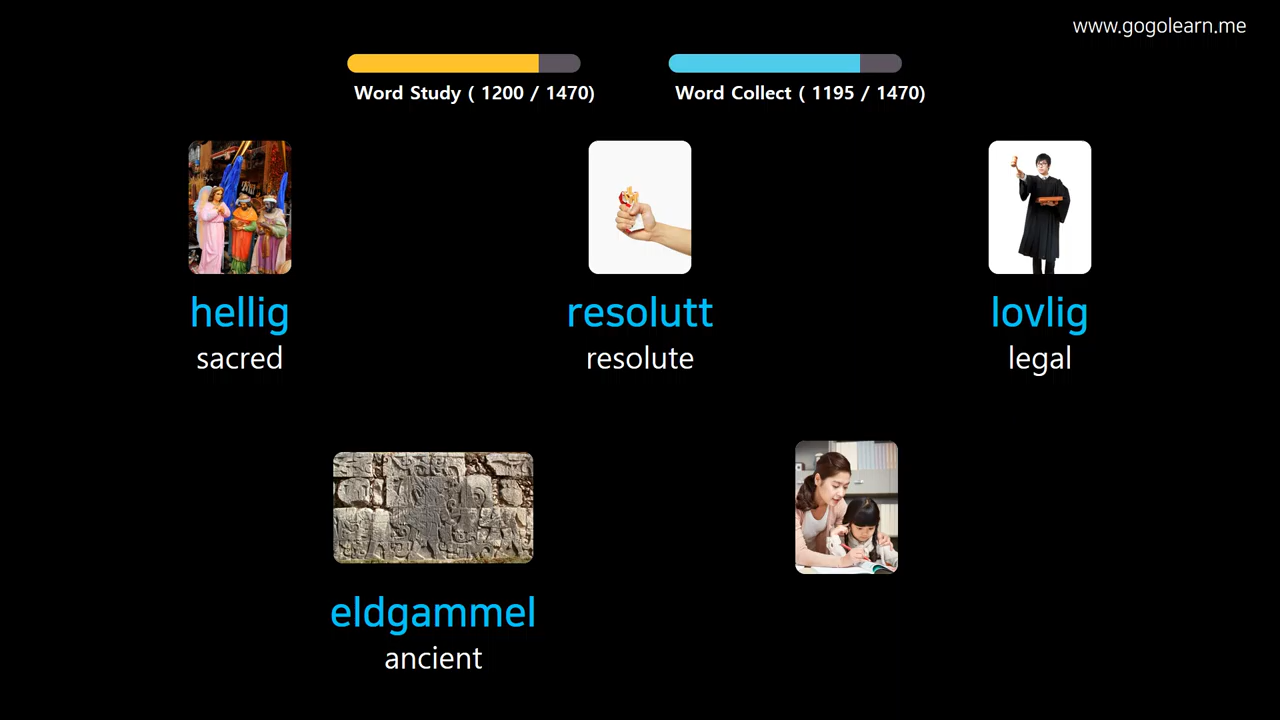 www.gogolearn.me
Word Study ( 1200 / 1470)
Word Collect ( 1195 / 1470)
hellig
sacred
resolutt
resolute
lovlig
legal
eldgammel
ancient